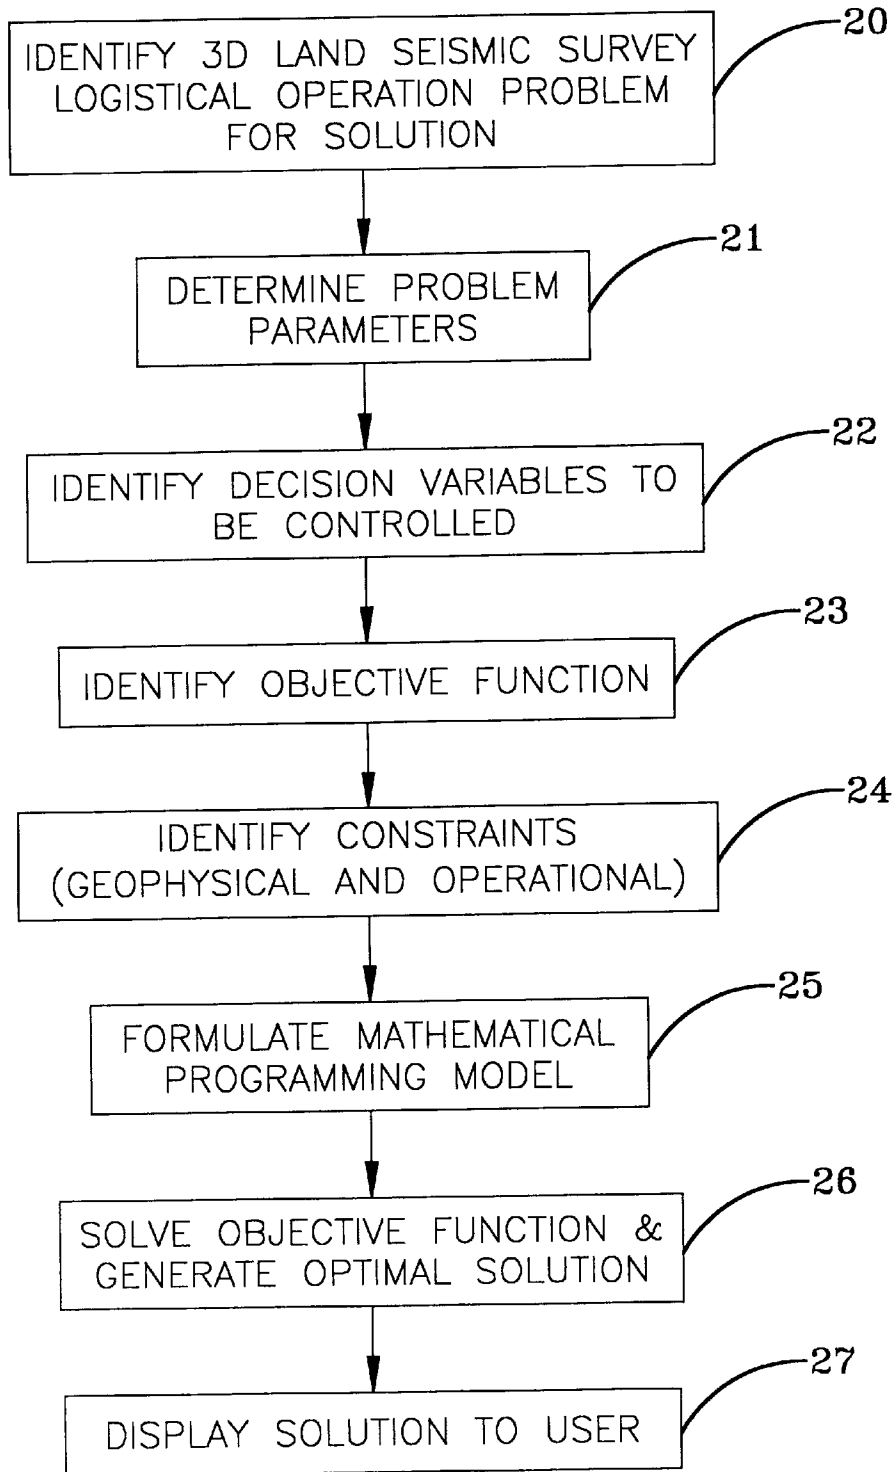 IDENTIFY 3D LAND SEISMIC SURVEY
LOGISTICAL OPERATION PROBLEM
FOR SOLUTION
20
DETERMINE PROBLEM
PARAMETERS
21
IDENTIFY DECISION VARIABLES TO
BE CONTROLLED
22
IDENTIFY OBJECTIVE FUNCTION
23
IDENTIFY CONSTRAINTS
(GEOPHYSICAL AND OPERATIONAL)
24
FORMULATE MATHEMATICAL
PROGRAMMING MODEL
25
SOLVE OBJECTIVE FUNCTION &
GENERATE OPTIMAL SOLUTION
26
DISPLAY SOLUTION TO USER
27